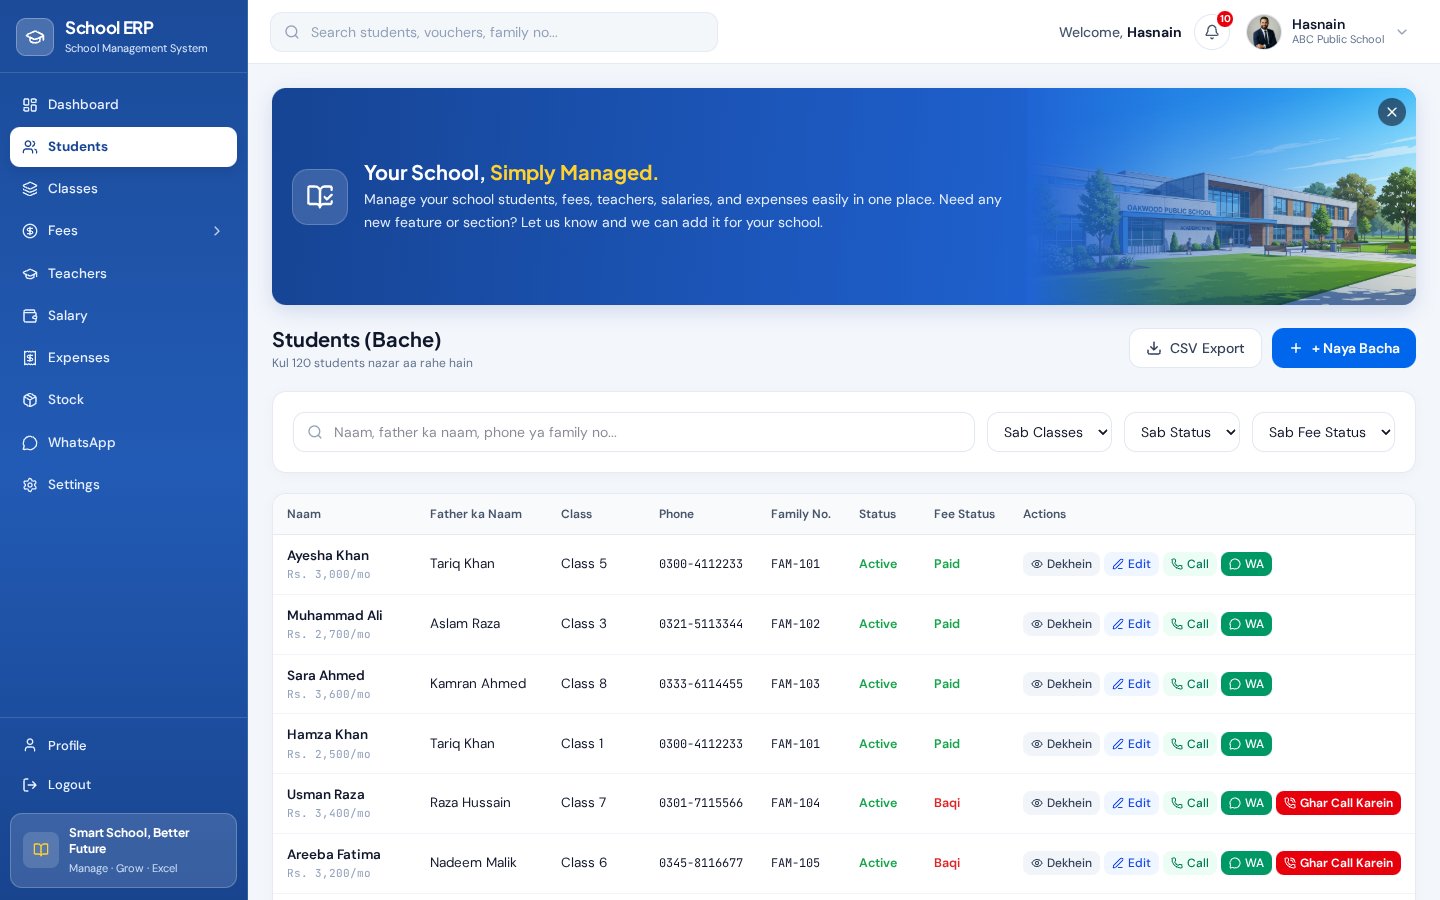 School ERP
School Management System
Search students, vouchers, family no...
Welcome, Hasnain
10
Hasnain
ABC Public School
Dashboard
Students
Classes
Fees
Teachers
Salary
Expenses
Stock
WhatsApp
Settings
Profile
Logout
Smart School, Better
Future
Manage · Grow · Excel
Your School, Simply Managed.
Manage your school students, fees, teachers, salaries, and expenses easily in one place. Need any
new feature or section? Let us know and we can add it for your school.
OAKWOOD PUBLIC SCHOOL
Students (Bache)
Kul 120 students nazar aa rahe hain
CSV Export
+ Naya Bacha
Naam, father ka naam, phone ya family no...
Sab Classes
Sab Status
Sab Fee Status
Naam Father ka Naam Class Phone Family No. Status Fee Status Actions
Ayesha Khan Tariq Khan Class 5 0300-4112233 FAM-101 Active Paid Dekhein Edit Call WA
Rs. 3,000/mo
Muhammad Ali Aslam Raza Class 3 0321-5113344 FAM-102 Active Paid Dekhein Edit Call WA
Rs. 2,700/mo
Sara Ahmed Kamran Ahmed Class 8 0333-6114455 FAM-103 Active Paid Dekhein Edit Call WA
Rs. 3,600/mo
Hamza Khan Tariq Khan Class 1 0300-4112233 FAM-101 Active Paid Dekhein Edit Call WA
Rs. 2,500/mo
Usman Raza Raza Hussain Class 7 0301-7115566 FAM-104 Active Baqi Dekhein Edit Call WA Ghar Call Karein
Rs. 3,400/mo
Areeba Fatima Nadeem Malik Class 6 0345-8116677 FAM-105 Active Baqi Dekhein Edit Call WA Ghar Call Karein
Rs. 3,200/mo